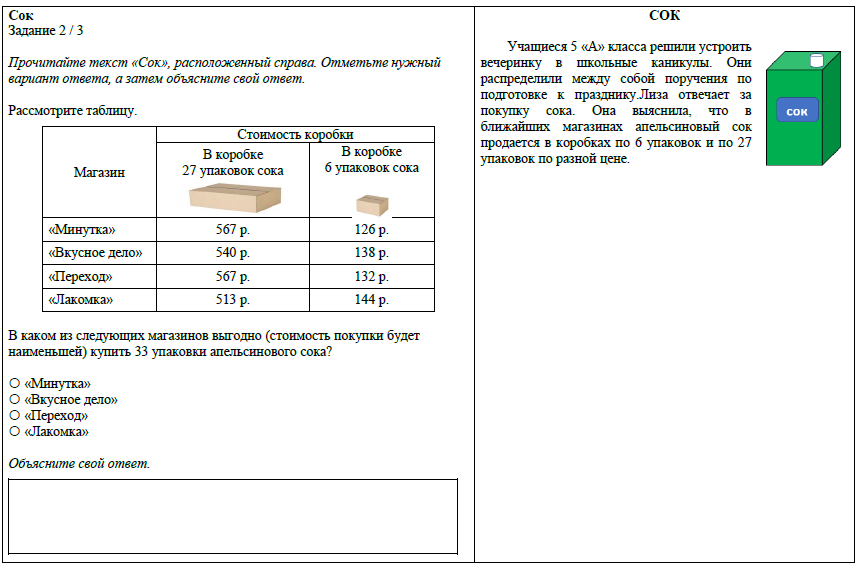 Сок
Задание 2 / 3
Прочитайте текст «Сок», расположенный справа. Отметьте нужный
вариант ответа, а затем объясните свой ответ.
Рассмотрите таблицу.
Магазин
Стоимость коробки
В коробке
27 упаковок сока
В коробке
6 упаковок сока
«Минутка» 567 р. 126 р.
«Вкусное дело» 540 р. 138 р.
«Переход» 567 р. 132 р.
«Лакомка» 513 р. 144 р.
В каком из следующих магазинов выгодно (стоимость покупки будет
наименьшей) купить 33 упаковки апельсинового сока?
«Минутка»
«Вкусное дело»
«Переход»
«Лакомка»
Объясните свой ответ.
СОК
Учащиеся 5 «А» класса решили устроить
вечеринку в школьные каникулы. Они
распределили между собой поручения по
подготовке к празднику.Лиза отвечает за
покупку сока. Она выяснила, что в
ближайших магазинах апельсиновый сок
продается в коробках по 6 упаковок и по 27
упаковок по разной цене.
сок